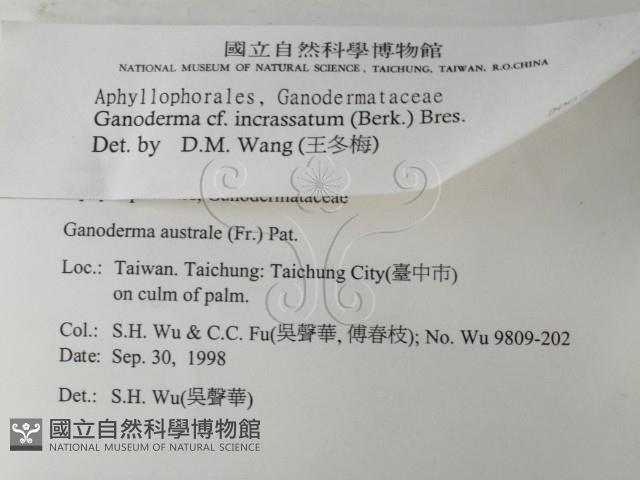 國立自然科學博物館
NATIONAL MUSEUM OF NATURAL SCIENCE, TAICHUNG, TAIWAN, R.O.CHINA
Aphyllophorales, Ganodermataceae
Ganoderma cf. incrassatum (Berk.) Bres.
Det. by D.M. Wang (王冬梅)
Ganodermataceae
Ganoderma australe (Fr.) Pat.
Loc.: Taiwan. Taichung: Taichung City(臺中市)
on culm of palm.
Col.: S.H. Wu & C.C. Fu(吳聲華, 傅春枝); No. Wu 9809-202
Date: Sep. 30, 1998
Det.: S.H. Wu(吳聲華)
國立自然科學博物館
NATIONAL MUSEUM OF NATURAL SCIENCE